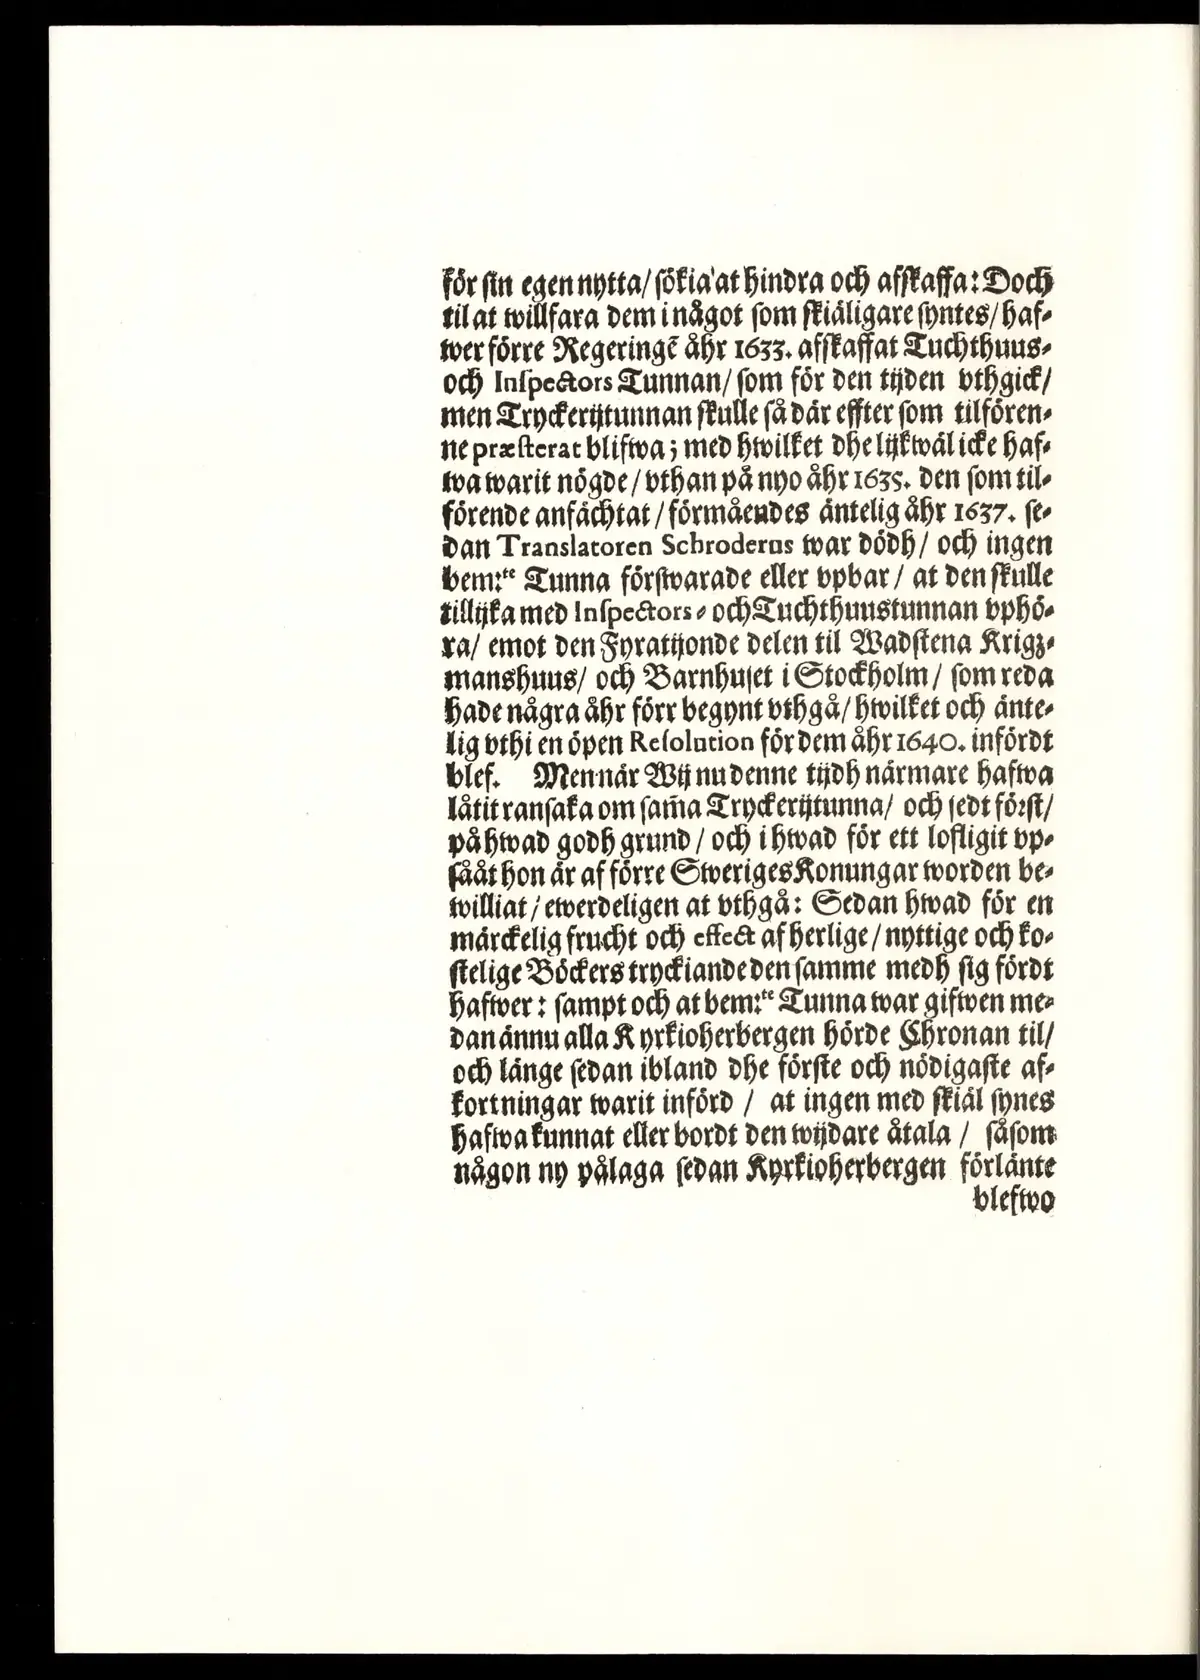 för sin egen nytta/ sökia at hindra och afskaffa: Doch
til at willfara dem i något som skiäligare syntes/ haf-
wer förre Regeringē åhr 1633. afskaffat Tuchthuus-
och Inspectors Tunnan/ som för den tijden vthgick/
men Tryckerijtunnan skulle så där effter som tilfören-
ne præsterat blifwa; med hwilket dhe lijkwäl icke haf-
wa warit nögde/ vthan på nyo åhr 1635. den som til-
förende anfächtat/ förmåendes äntelig åhr 1637. se-
dan Translatoren Schroderus war dödh/ och ingen
bem:te Tunna förswarade eller vpbar/ at den skulle
tillijka med Inspectors- och Tuchthuustunnan vphö-
ra/ emot den Fyratijonde delen til Wadstena Krigz-
manshuus/ och Barnhuset i Stockholm/ som reda
hade några åhr förr begynt vthgå/ hwilket och änte-
lig vthi en öpen Resolution för dem åhr 1640. infördt
blef. Men när Wij nu denne tijdh närmare hafwa
låtit ransaka om sam̄a Tryckerijtunna/ och sedt först/
på hwad godh grund/ och i hwad för ett lofligit vp-
sååt hon är af förre Sweriges Konungar worden be-
williat/ ewerdeligen at vthgå: Sedan hwad för en
märckelig frucht och effect af herlige/ nyttige och ko-
stelige Böckers tryckiande den samme medh sig fördt
hafwer: sampt och at bem:te Tunna war gifwen me-
dan ännu alla Kyrkioherbergen hörde Chronan til/
och länge sedan ibland dhe förste och nödigaste af-
kortningar warit införd/ at ingen med skiäl synes
hafwa kunnat eller bordt den wijdare åtala/ såsom
någon ny pålaga sedan Kyrkioherbergen förlänte
blefwo